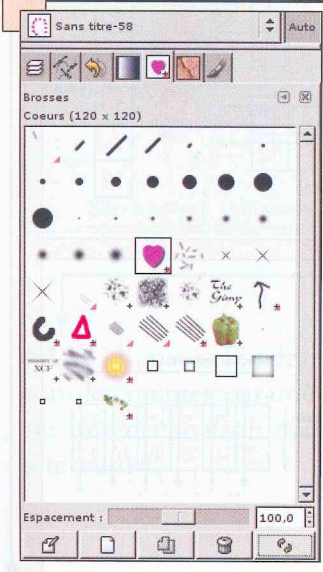 Sans titre-58
Auto
Brosses
Coeurs (120 x 120)
The
Gimp
XCF
Espacement :
100,0